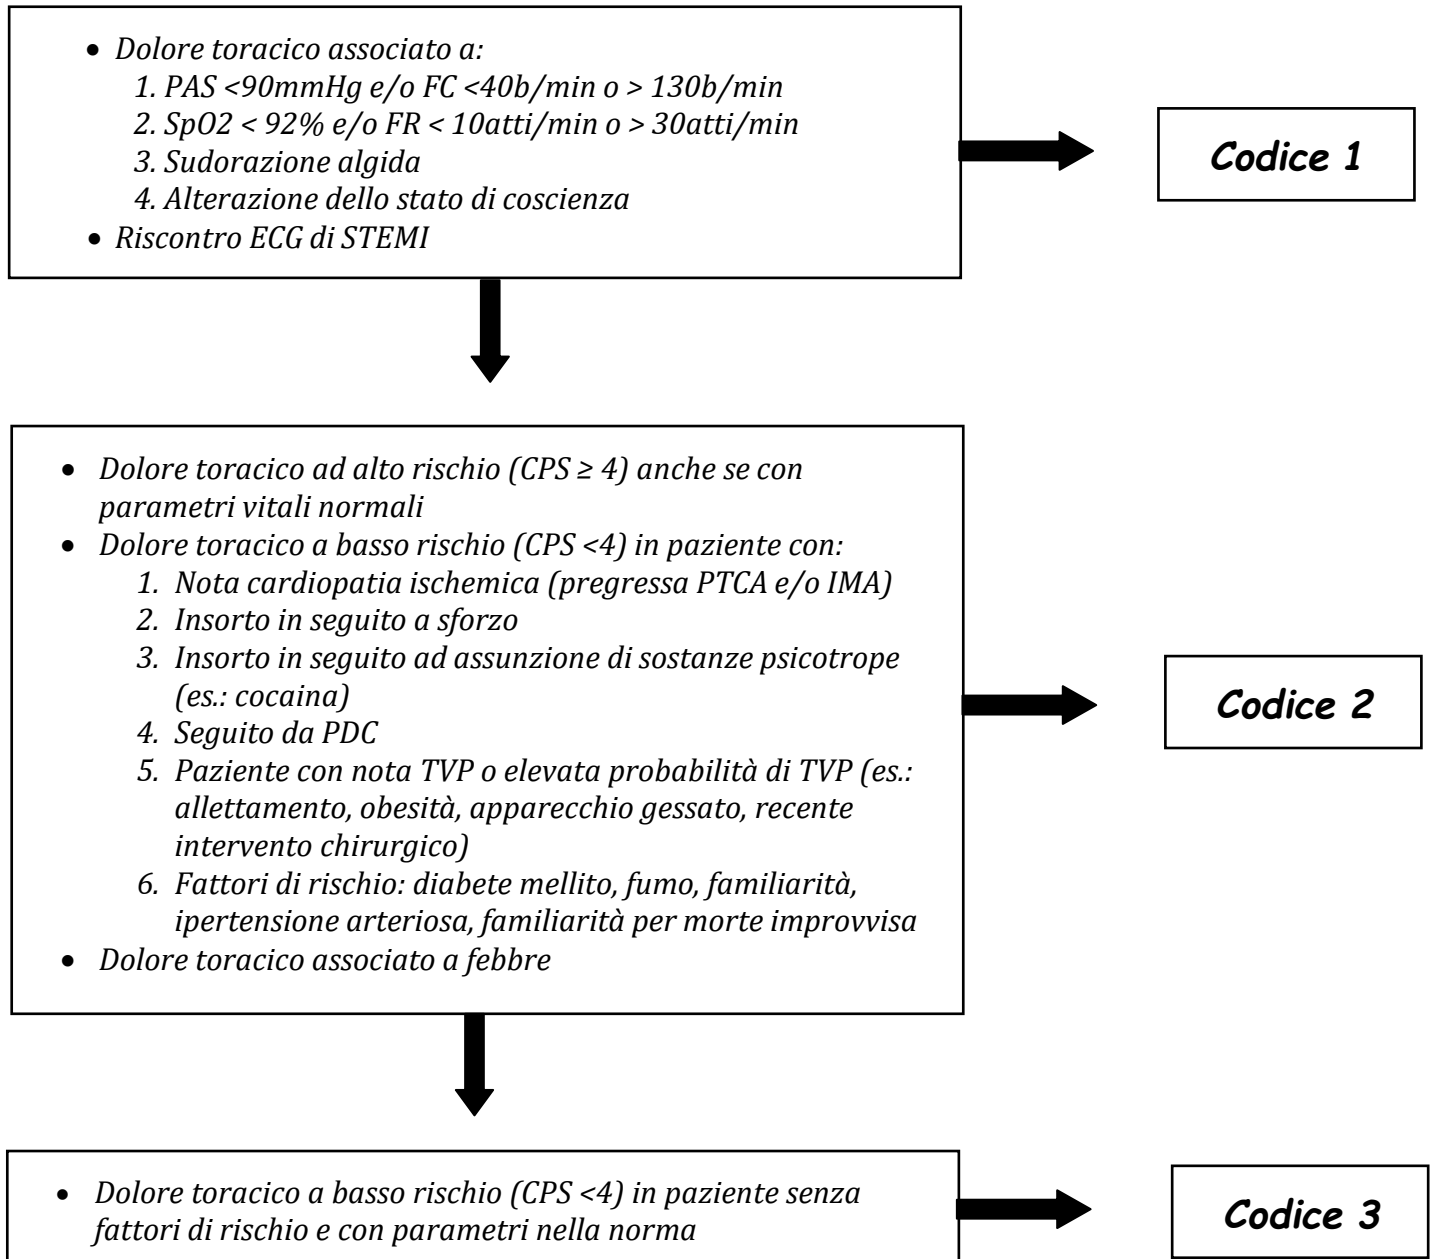 • Dolore toracico associato a:
1. PAS <90mmHg e/o FC <40b/min o > 130b/min
2. SpO2 < 92% e/o FR < 10atti/min o > 30atti/min
3. Sudorazione algida
4. Alterazione dello stato di coscienza
• Riscontro ECG di STEMI
Codice 1
• Dolore toracico ad alto rischio (CPS ≥ 4) anche se con
parametri vitali normali
• Dolore toracico a basso rischio (CPS <4) in paziente con:
1. Nota cardiopatia ischemica (pregressa PTCA e/o IMA)
2. Insorto in seguito a sforzo
3. Insorto in seguito ad assunzione di sostanze psicotrope
(es.: cocaina)
4. Seguito da PDC
5. Paziente con nota TVP o elevata probabilità di TVP (es.:
allettamento, obesità, apparecchio gessato, recente
intervento chirurgico)
6. Fattori di rischio: diabete mellito, fumo, familiarità,
ipertensione arteriosa, familiarità per morte improvvisa
• Dolore toracico associato a febbre
Codice 2
• Dolore toracico a basso rischio (CPS <4) in paziente senza
fattori di rischio e con parametri nella norma
Codice 3